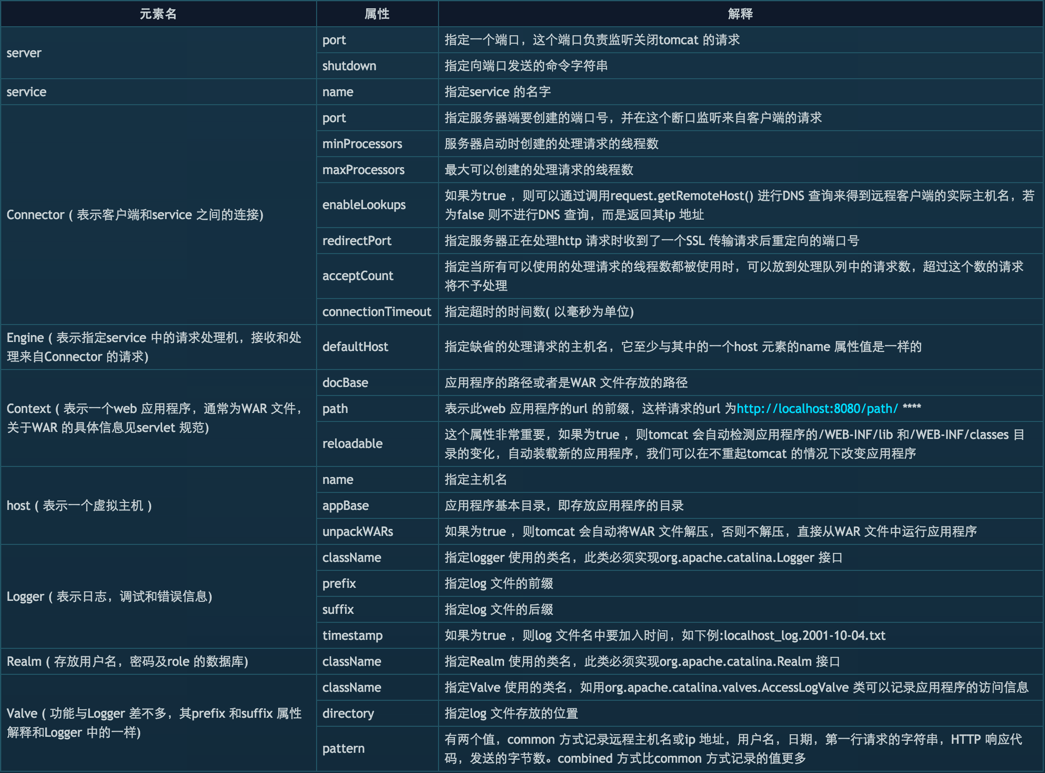 元素名 属性 解释
server
port 指定一个端口，这个端口负责监听关闭tomcat 的请求
shutdown 指定向端口发送的命令字符串
service name 指定service 的名字
Connector ( 表示客户端和service 之间的连接)
port 指定服务器端要创建的端口号，并在这个断口监听来自客户端的请求
minProcessors 服务器启动时创建的处理请求的线程数
maxProcessors 最大可以创建的处理请求的线程数
enableLookups 如果为true ，则可以通过调用request.getRemoteHost() 进行DNS 查询来得到远程客户端的实际主机名，若
为false 则不进行DNS 查询，而是返回其ip 地址
redirectPort 指定服务器正在处理http 请求时收到了一个SSL 传输请求后重定向的端口号
acceptCount 指定当所有可以使用的处理请求的线程数都被使用时，可以放到处理队列中的请求数，超过这个数的请求
将不予处理
connectionTimeout 指定超时的时间数( 以毫秒为单位)
Engine ( 表示指定service 中的请求处理机，接收和处
理来自Connector 的请求)
defaultHost 指定缺省的处理请求的主机名，它至少与其中的一个host 元素的name 属性值是一样的
Context ( 表示一个web 应用程序，通常为WAR 文件，
关于WAR 的具体信息见servlet 规范)
docBase 应用程序的路径或者是WAR 文件存放的路径
path 表示此web 应用程序的url 的前缀，这样请求的url 为http://localhost:8080/path/ ****
reloadable 这个属性非常重要，如果为true ，则tomcat 会自动检测应用程序的/WEB-INF/lib 和/WEB-INF/classes 目
录的变化，自动装载新的应用程序，我们可以在不重起tomcat 的情况下改变应用程序
host ( 表示一个虚拟主机 )
name 指定主机名
appBase 应用程序基本目录，即存放应用程序的目录
unpackWARs 如果为true ，则tomcat 会自动将WAR 文件解压，否则不解压，直接从WAR 文件中运行应用程序
Logger ( 表示日志，调试和错误信息)
className 指定logger 使用的类名，此类必须实现org.apache.catalina.Logger 接口
prefix 指定log 文件的前缀
suffix 指定log 文件的后缀
timestamp 如果为true ，则log 文件名中要加入时间，如下例:localhost_log.2001-10-04.txt
Realm ( 存放用户名，密码及role 的数据库) className 指定Realm 使用的类名，此类必须实现org.apache.catalina.Realm 接口
Valve ( 功能与Logger 差不多，其prefix 和suffix 属性
解释和Logger 中的一样)
className 指定Valve 使用的类名，如用org.apache.catalina.valves.AccessLogValve 类可以记录应用程序的访问信息
directory 指定log 文件存放的位置
pattern 有两个值，common 方式记录远程主机名或ip 地址，用户名，日期，第一行请求的字符串，HTTP 响应代
码，发送的字节数。combined 方式比common 方式记录的值更多